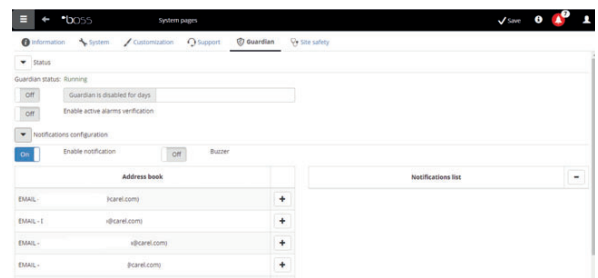 boss System pages Save 7
Information System Customization Support Guardian Site safety
Status
Guardian status: Running
Off Guardian is disabled for days
Off Enable active alarms verification
Notifications configuration
On Enable notification Off Buzzer
Address book Notifications list
EMAIL - (carel.com)
EMAIL - I @carel.com)
EMAIL - @carel.com)
EMAIL - (carel.com)